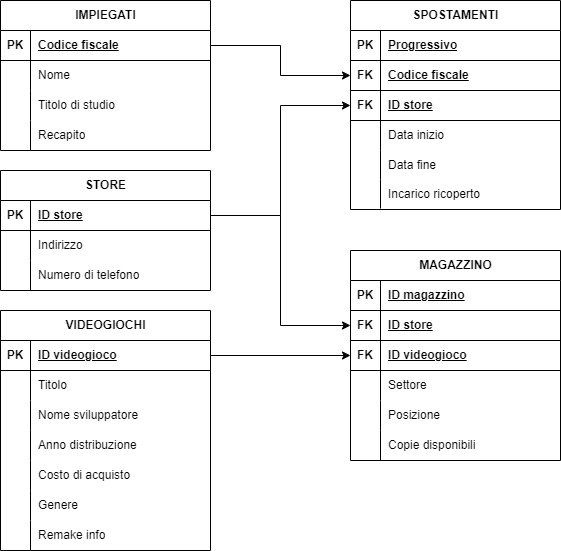 IMPIEGATI
PK Codice fiscale
Nome
Titolo di studio
Recapito
STORE
PK ID store
Indirizzo
Numero di telefono
VIDEOGIOCHI
PK ID videogioco
Titolo
Nome sviluppatore
Anno distribuzione
Costo di acquisto
Genere
Remake info
SPOSTAMENTI
PK Progressivo
FK Codice fiscale
FK ID store
Data inizio
Data fine
Incarico ricoperto
MAGAZZINO
PK ID magazzino
FK ID store
FK ID videogioco
Settore
Posizione
Copie disponibili